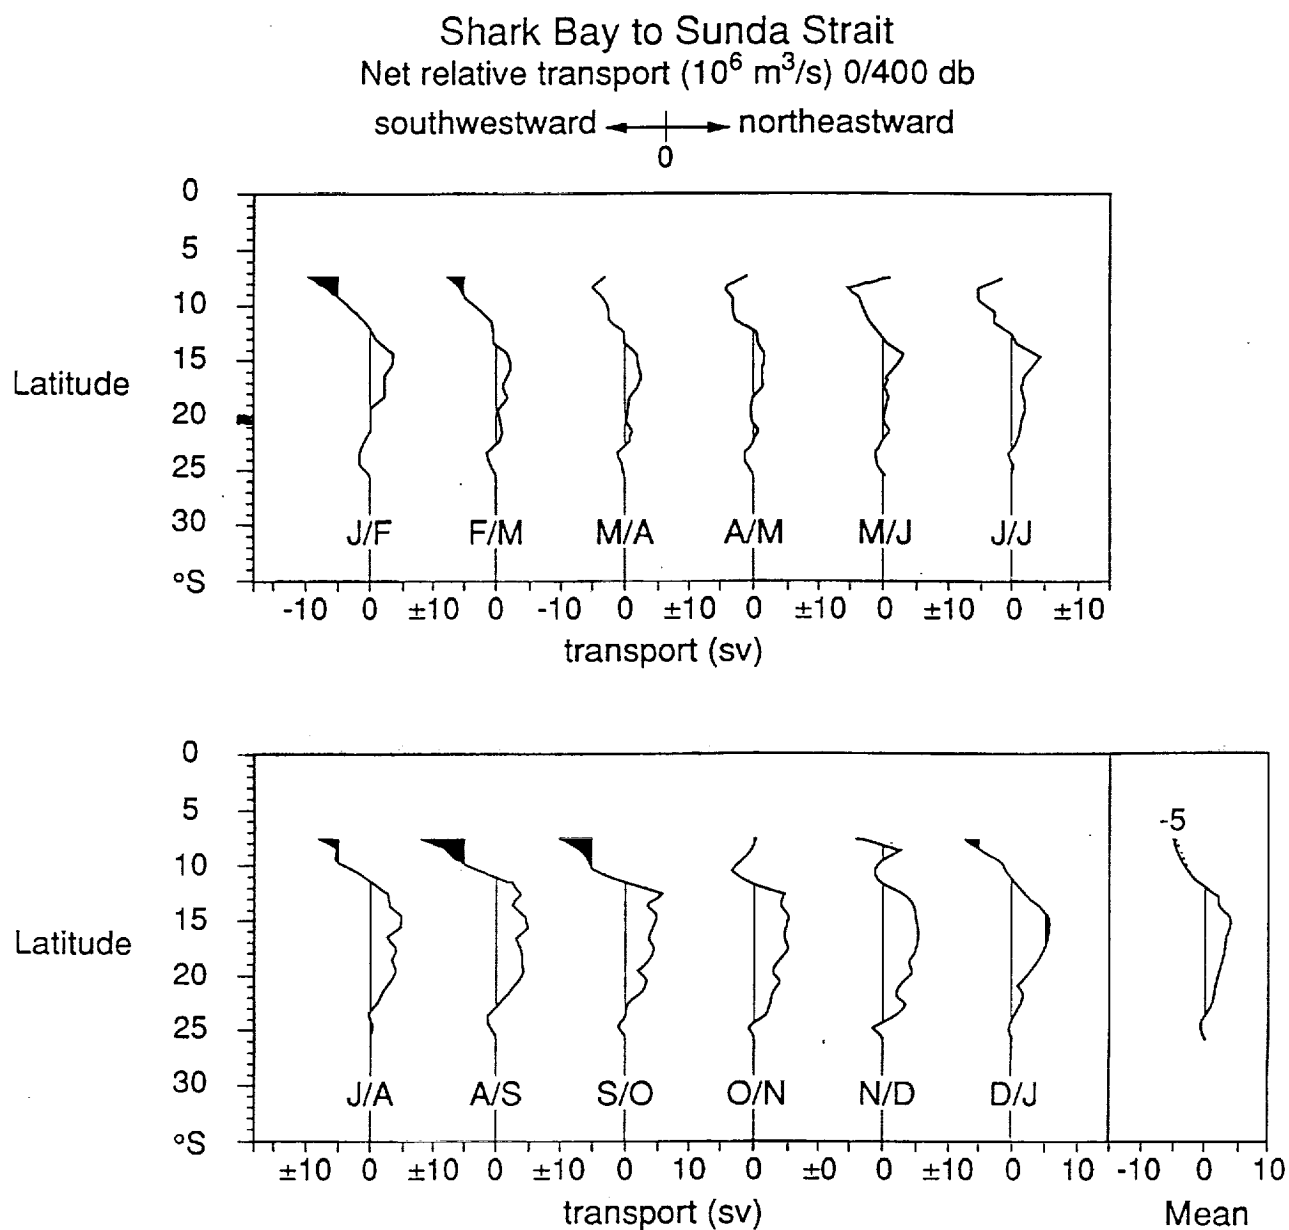 Shark Bay to Sunda Strait
Net relative transport (10⁶ m³/s) 0/400 db
southwestward northeastward
0
0
5
10
15
Latitude
20
25
30
°S
J/F F/M M/A A/M M/J J/J
-10 0 ±10 0 -10 0 ±10 0 ±10 0 ±10 0 ±10
transport (sv)
0
5
-5
10
15
Latitude
20
25
30
°S
J/A A/S S/O O/N N/D D/J
±10 0 ±10 0 ±10 0 10 0 ±0 0 ±10 0 10 -10 0 10
transport (sv) Mean